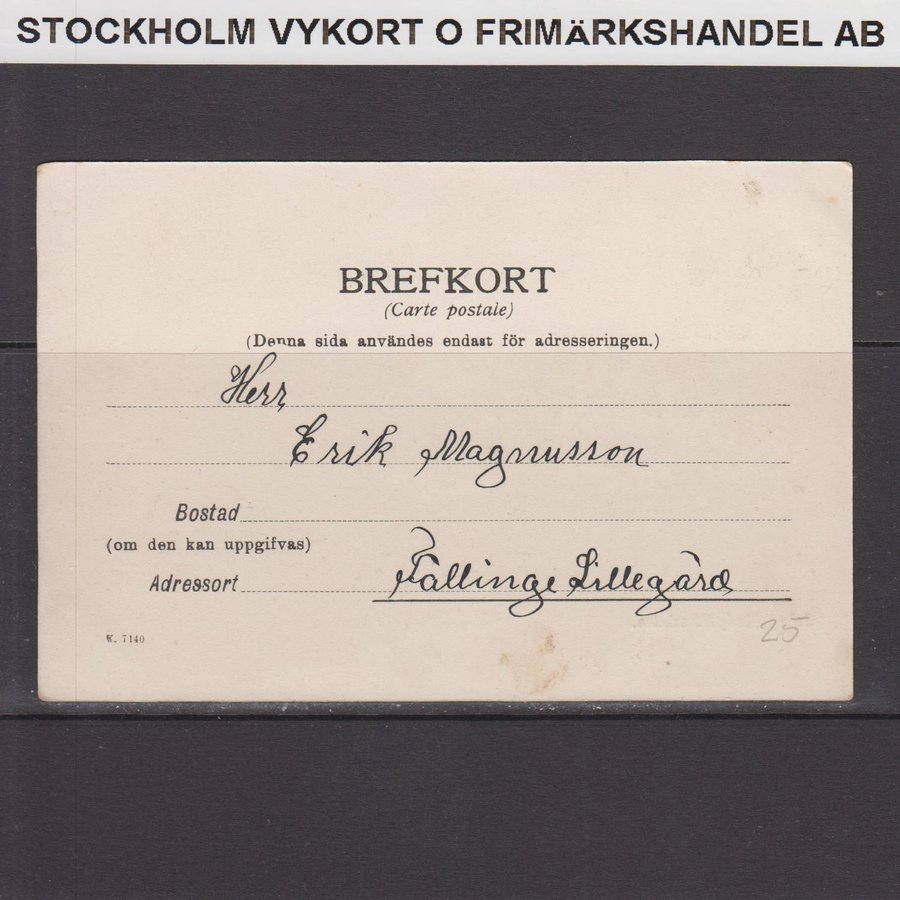 STOCKHOLM VYKORT O FRIMÄRKSHANDEL AB
BREFKORT
(Carte postale)
(Denna sida användes endast för adresseringen.)
Herr
Erik Magnusson
Bostad
(om den kan uppgifvas)
Adressort Fallinge Lillegård
W. 7140
25